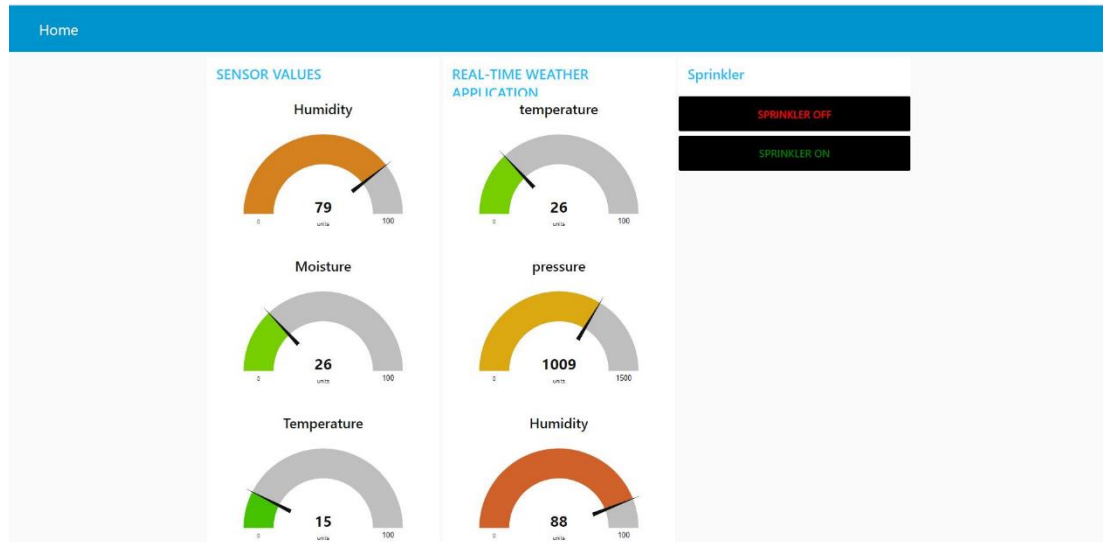 Home
SENSOR VALUES
Humidity
79
units
0
100
Moisture
26
units
0
100
Temperature
15
units
0
100
REAL-TIME WEATHER
APPLICATION
temperature
26
units
0
100
pressure
1009
units
0
1500
Humidity
88
units
0
100
Sprinkler
SPRINKLER OFF
SPRINKLER ON